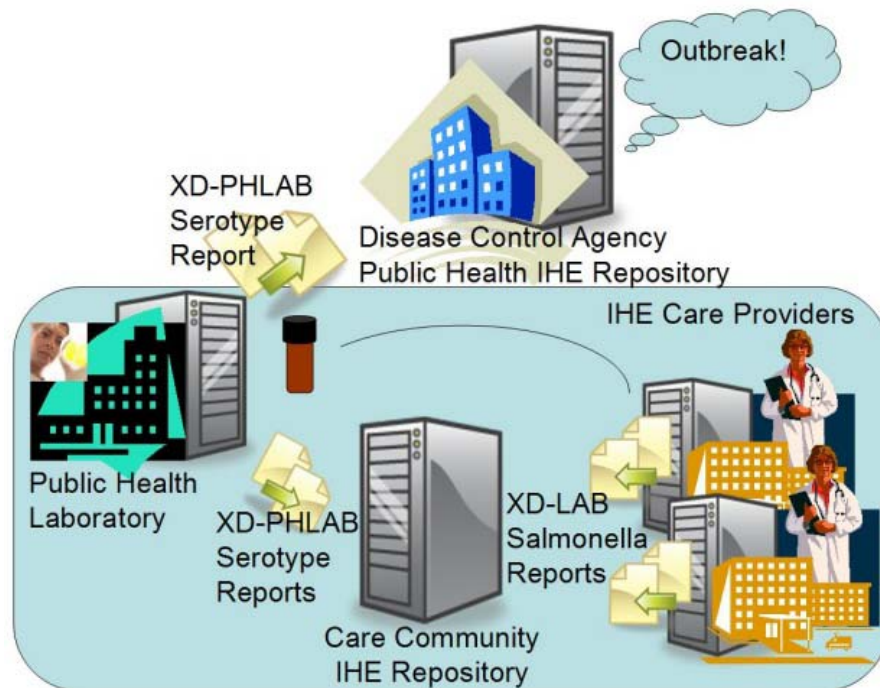 Outbreak!
XD-PHLAB
Serotype
Report
Disease Control Agency
Public Health IHE Repository
IHE Care Providers
Public Health
Laboratory
XD-PHLAB
Serotype
Reports
XD-LAB
Salmonella
Reports
Care Community
IHE Repository